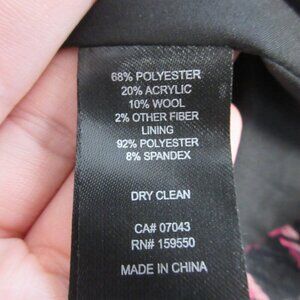 68% POLYESTER
20% ACRYLIC
10% WOOL
2% OTHER FIBER
LINING
92% POLYESTER
8% SPANDEX
DRY CLEAN
CA# 07043
RN# 159550
MADE IN CHINA